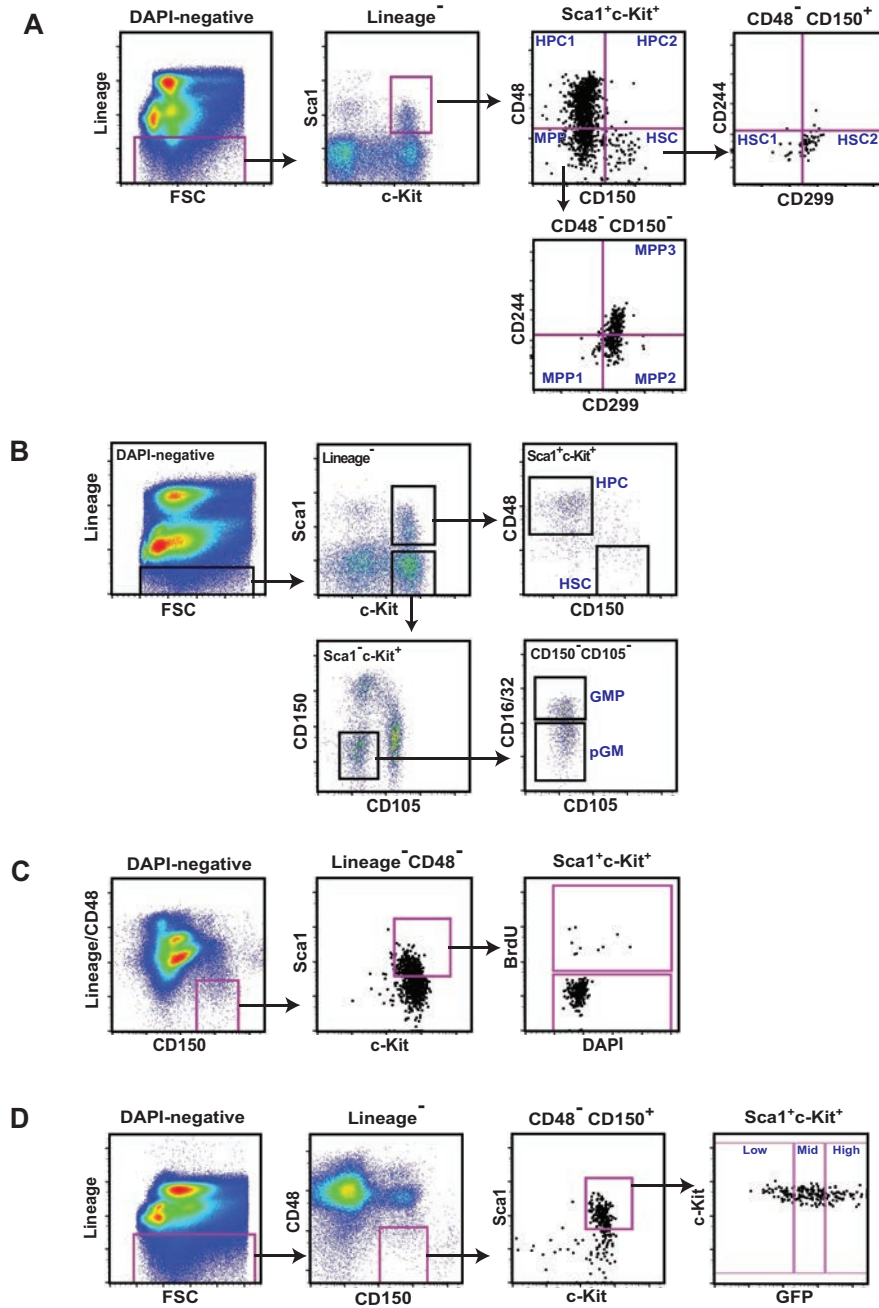 A
DAPI-negative
Lineage
FSC
Lineage-
Sca1
c-Kit
Sca1+c-Kit+
HPC1
HPC2
CD48
MPP
HSC
CD150
CD48- CD150+
CD244
HSC1
HSC2
CD299
CD48- CD150-
MPP3
CD244
MPP1
MPP2
CD299
B
DAPI-negative
Lineage
FSC
Lineage-
Sca1
c-Kit
Sca1+c-Kit+
HPC
CD48
HSC
CD150
Sca1-c-Kit+
CD150
CD105
CD150-CD105-
GMP
CD16/32
pGM
CD105
C
DAPI-negative
Lineage/CD48
CD150
Lineage-CD48-
Sca1
c-Kit
Sca1+c-Kit+
BrdU
DAPI
D
DAPI-negative
Lineage
FSC
Lineage-
CD48
CD150
CD48- CD150+
Sca1
c-Kit
Sca1+c-Kit+
Low
Mid
High
c-Kit
GFP